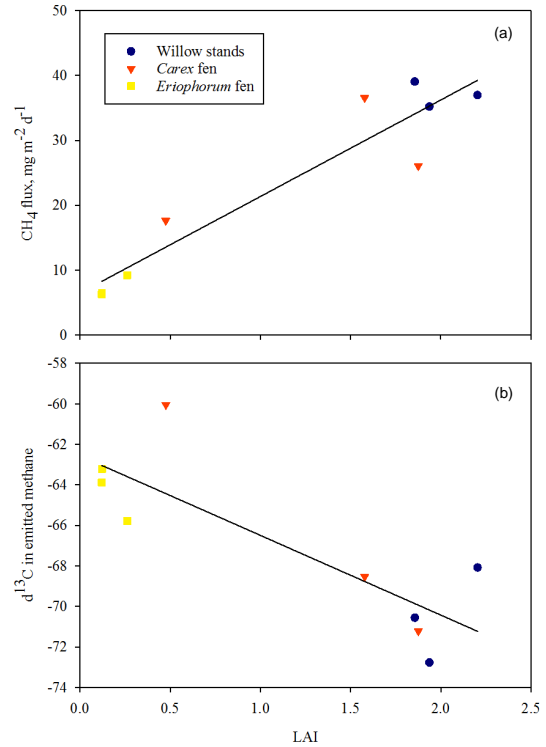 (a)
Willow stands
Carex fen
Eriophorum fen
CH4 flux, mg m-2 d-1
50
40
30
20
10
0
(b)
d13C in emitted methane
-58
-60
-62
-64
-66
-68
-70
-72
-74
0.0 0.5 1.0 1.5 2.0 2.5
LAI